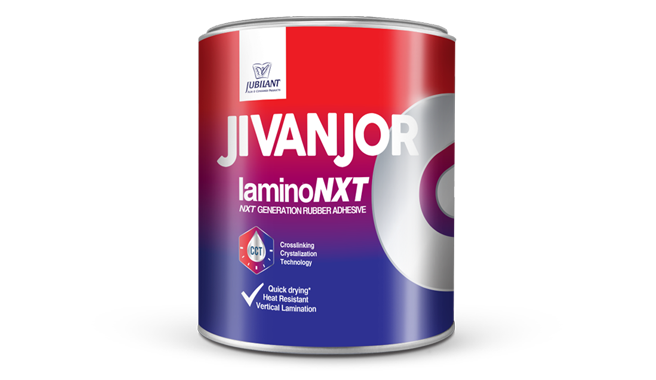 JUBILANT
JIVANJOR
laminoNXT
NXT GENERATION RUBBER ADHESIVE
CCT
Crosslinking
Crystalization
Technology
Quick drying*
Heat Resistant
Vertical Lamination